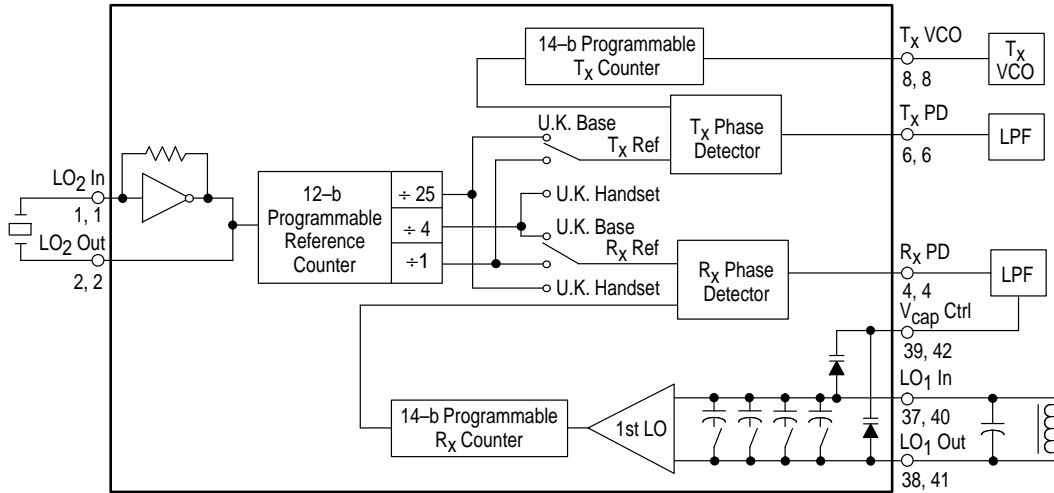 14–b Programmable
Tx Counter
Tx VCO
8, 8
Tx
VCO
U.K. Base
Tx Ref
Tx Phase
Detector
Tx PD
6, 6
LPF
LO2 In
1, 1
LO2 Out
2, 2
12–b
Programmable
Reference
Counter
÷ 25
÷ 4
÷1
U.K. Handset
U.K. Base
Rx Ref
U.K. Handset
Rx Phase
Detector
Rx PD
4, 4
LPF
Vcap Ctrl
39, 42
LO1 In
37, 40
LO1 Out
38, 41
14–b Programmable
Rx Counter
1st LO